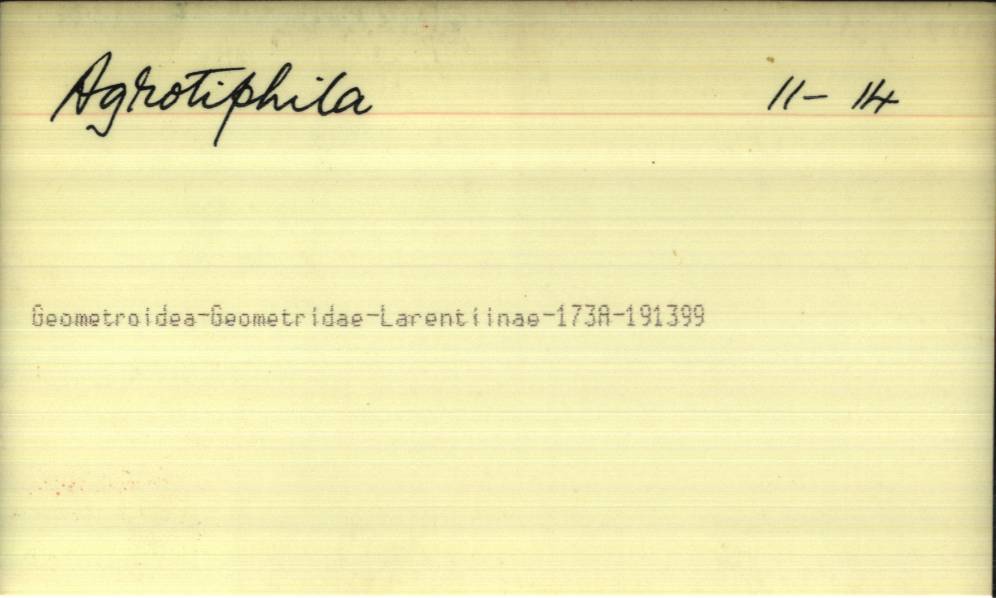 Agrotiphila 11- 14
Geometroidea-Geometridae-Larentiinae-173A-191399